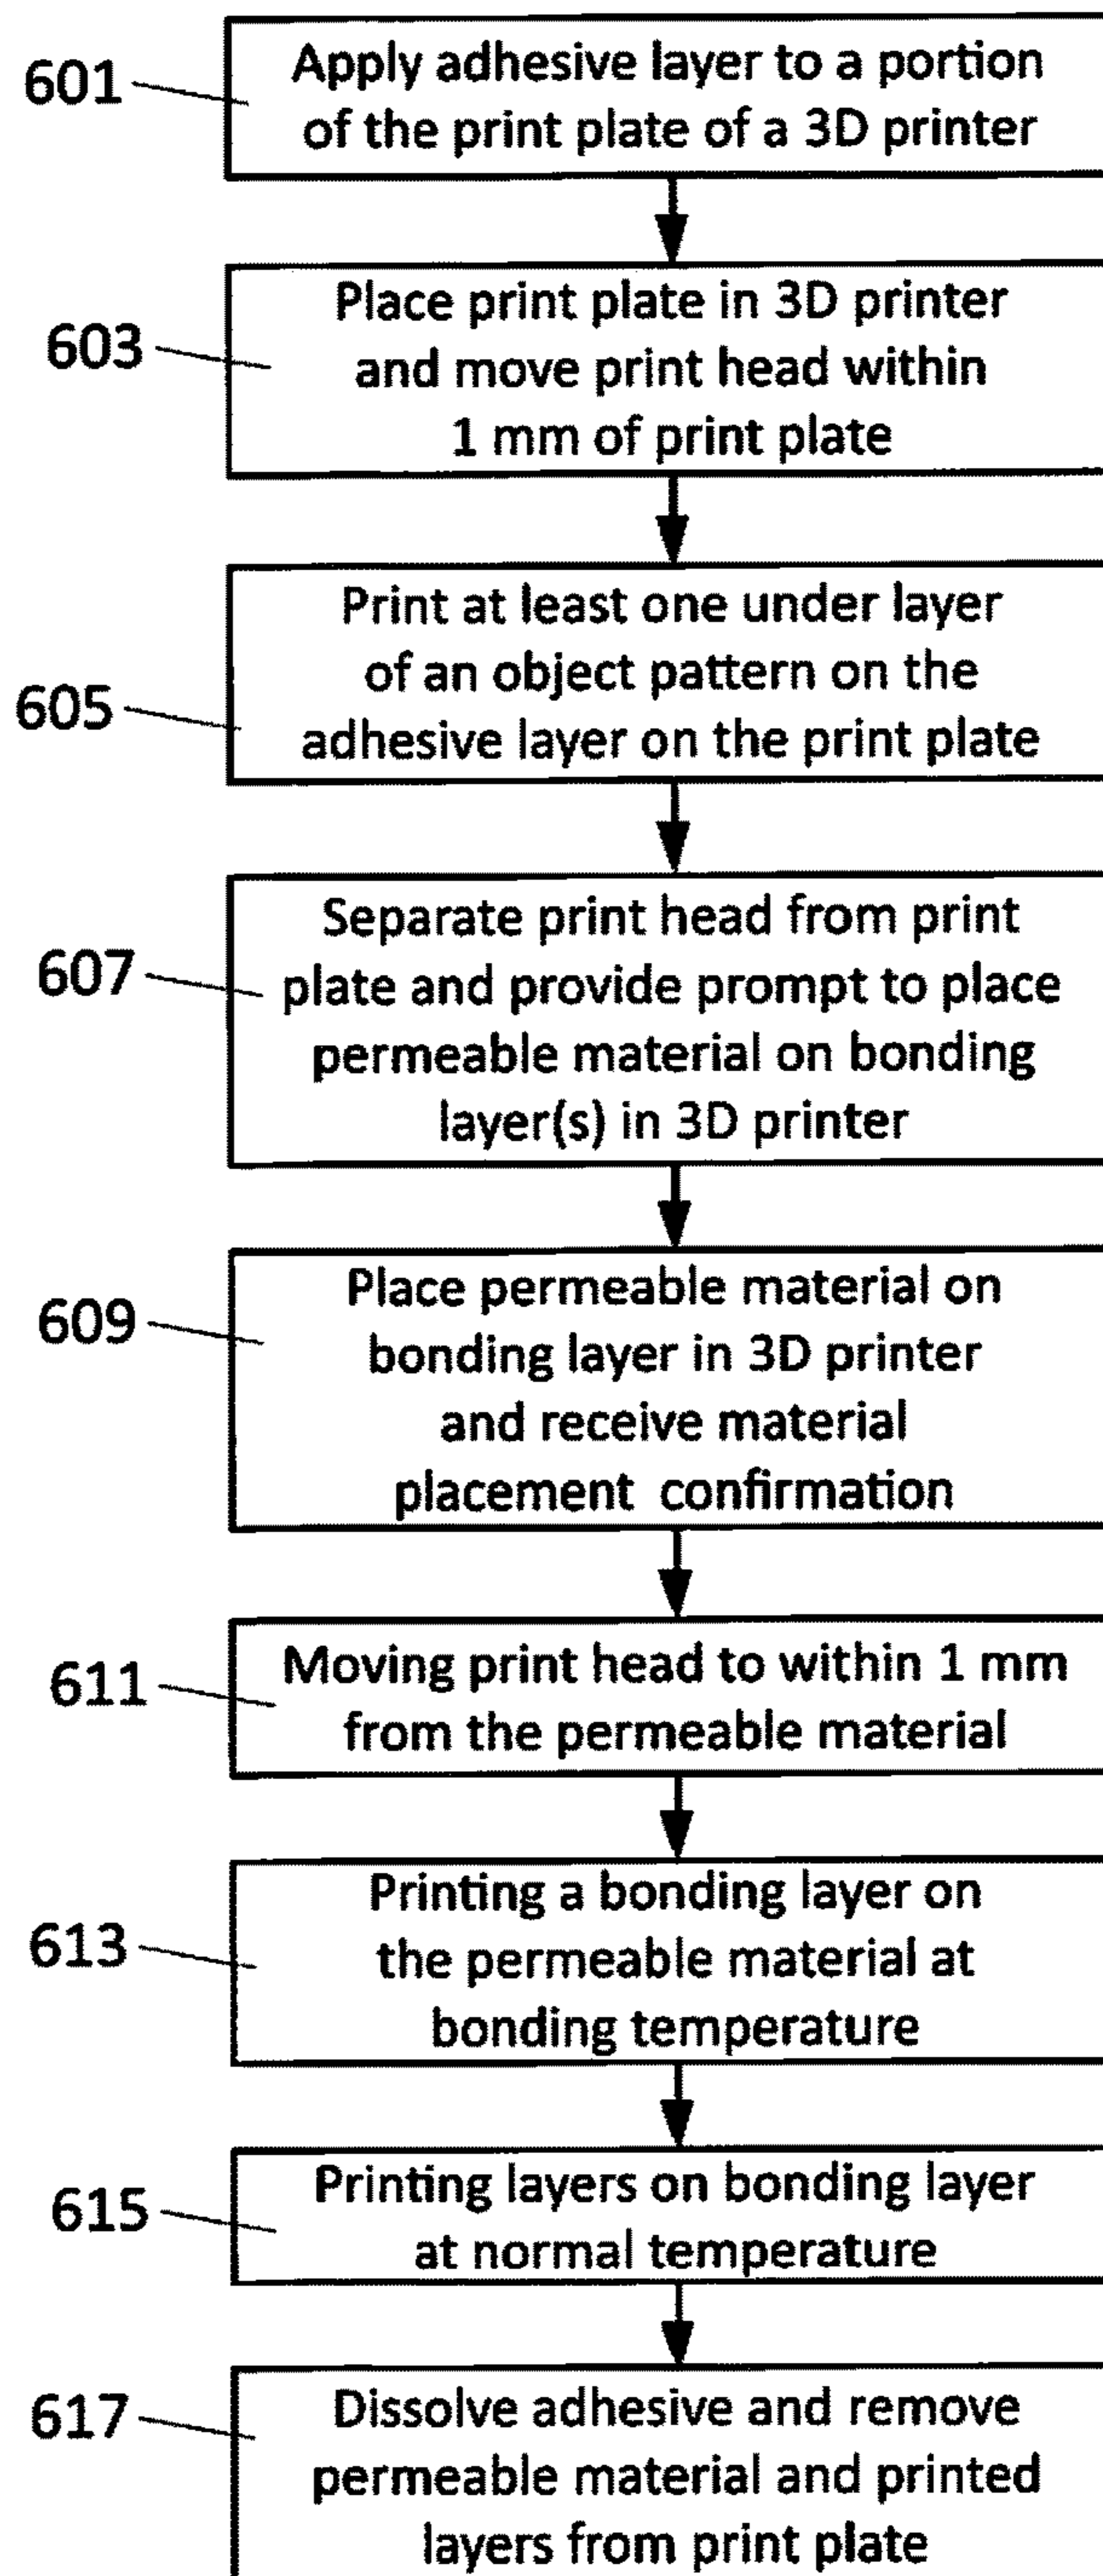 601
Apply adhesive layer to a portion
of the print plate of a 3D printer
603
Place print plate in 3D printer
and move print head within
1 mm of print plate
605
Print at least one under layer
of an object pattern on the
adhesive layer on the print plate
607
Separate print head from print
plate and provide prompt to place
permeable material on bonding
layer(s) in 3D printer
609
Place permeable material on
bonding layer in 3D printer
and receive material
placement confirmation
611
Moving print head to within 1 mm
from the permeable material
613
Printing a bonding layer on
the permeable material at
bonding temperature
615
Printing layers on bonding layer
at normal temperature
617
Dissolve adhesive and remove
permeable material and printed
layers from print plate